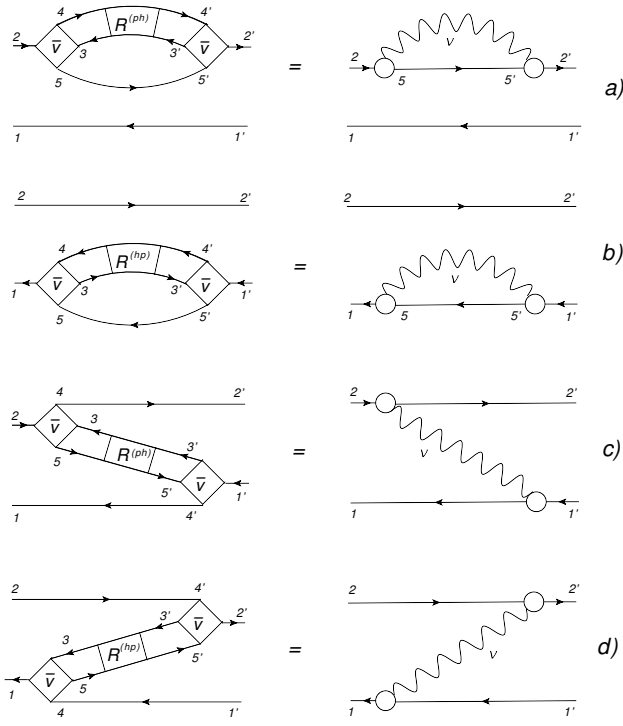 4 4' 4 R(ph) 4'
2 v̄ 3 3' v̄ 2' = 2 ν 2'
5 5' 5 5' a)
1 1' 1 1'
2 2' 2 2'
4 R(hp) 4' b)
1 v̄ 3 3' v̄ 1' = ν
5 5' 1 5 5' 1'
4 2' 2 2'
2 v̄ 3
R(ph) = ν c)
5 3' v̄
5' 1'
1 4' 1 1'
2 4' 2 2'
3' v̄ 2'
3 R(hp) 5' = ν d)
1 v̄ 5
4 1' 1 1'